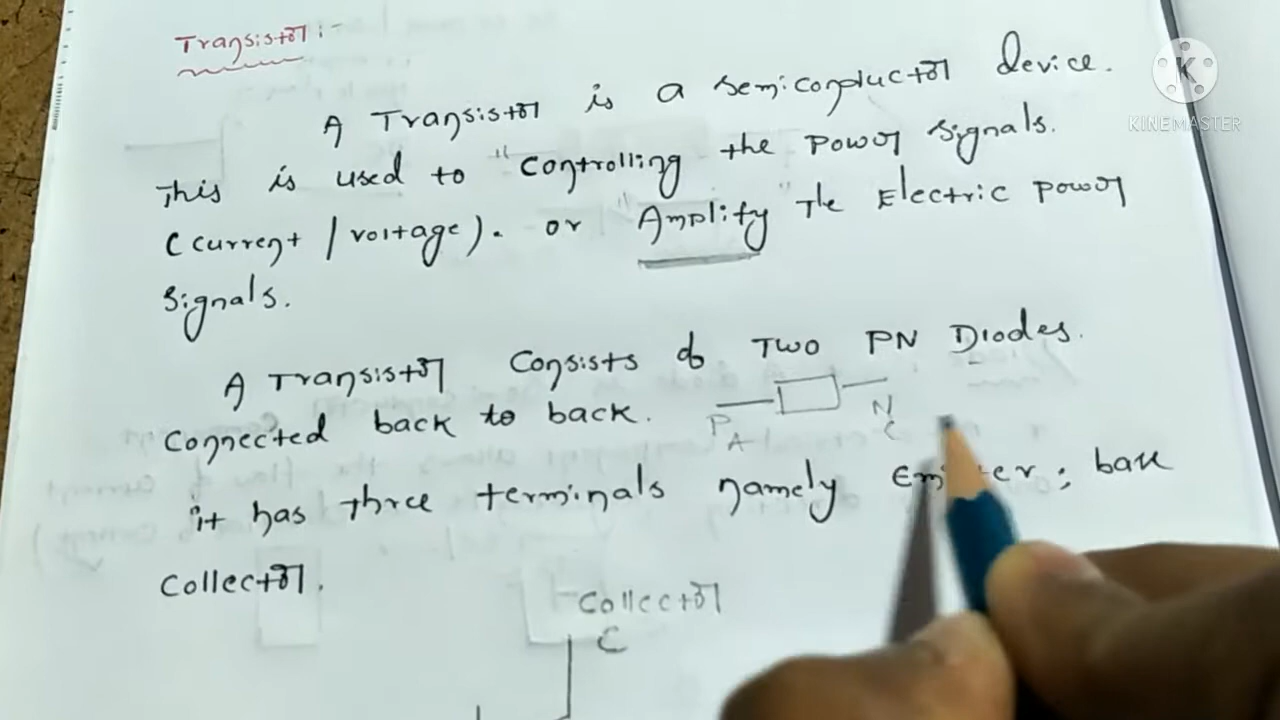 Transistor :-
A Transistor is a semiconductor device.
This is used to "controlling the power signals.
(current / voltage). or "Amplify" The Electric power
signals.
A Transistor Consists of TWO PN Diodes.
connected back to back.
P N
A C
it has three terminals namely Emitter ; base
Collector.
Collector
C
K
KINEMASTER